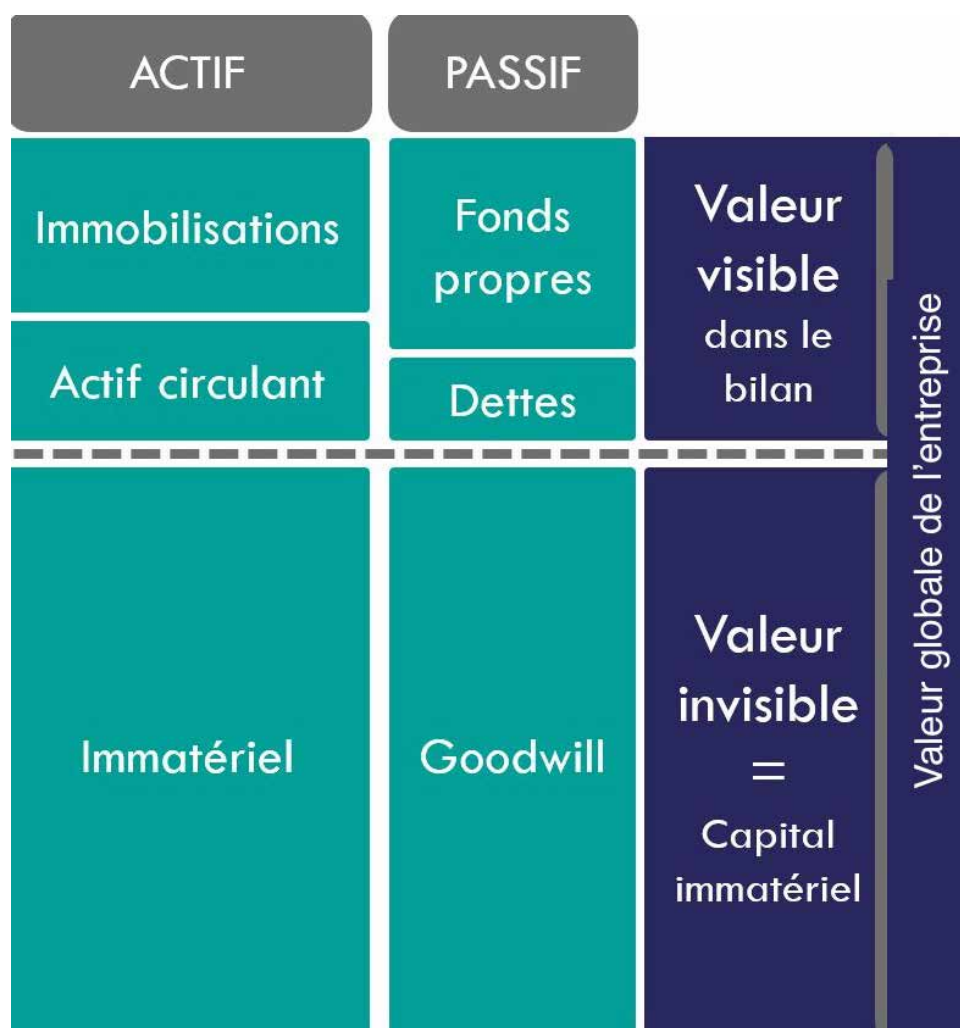 ACTIF
PASSIF
Immobilisations
Actif circulant
Fonds
propres
Dettes
Valeur
visible
dans le
bilan
Immatériel
Goodwill
Valeur
invisible
=
Capital
immatériel
Valeur globale de l'entreprise